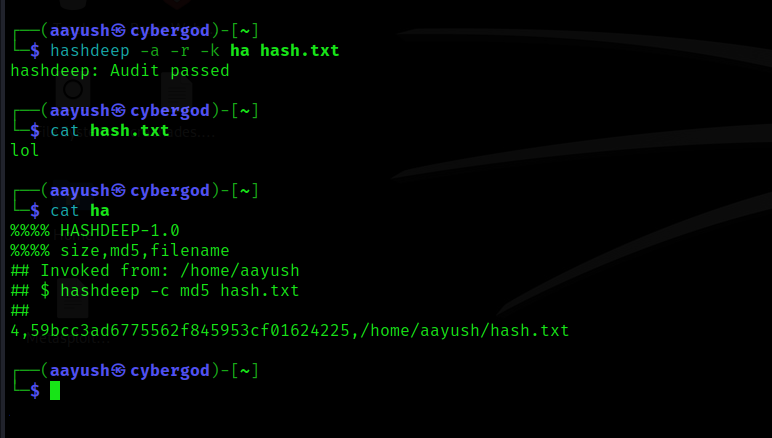 ┌──(aayush㉿cybergod)-[~]
└─$ hashdeep -a -r -k ha hash.txt
hashdeep: Audit passed
┌──(aayush㉿cybergod)-[~]
└─$ cat hash.txt
lol
┌──(aayush㉿cybergod)-[~]
└─$ cat ha
%%%% HASHDEEP-1.0
%%%% size,md5,filename
## Invoked from: /home/aayush
## $ hashdeep -c md5 hash.txt
##
4,59bcc3ad6775562f845953cf01624225,/home/aayush/hash.txt
┌──(aayush㉿cybergod)-[~]
└─$